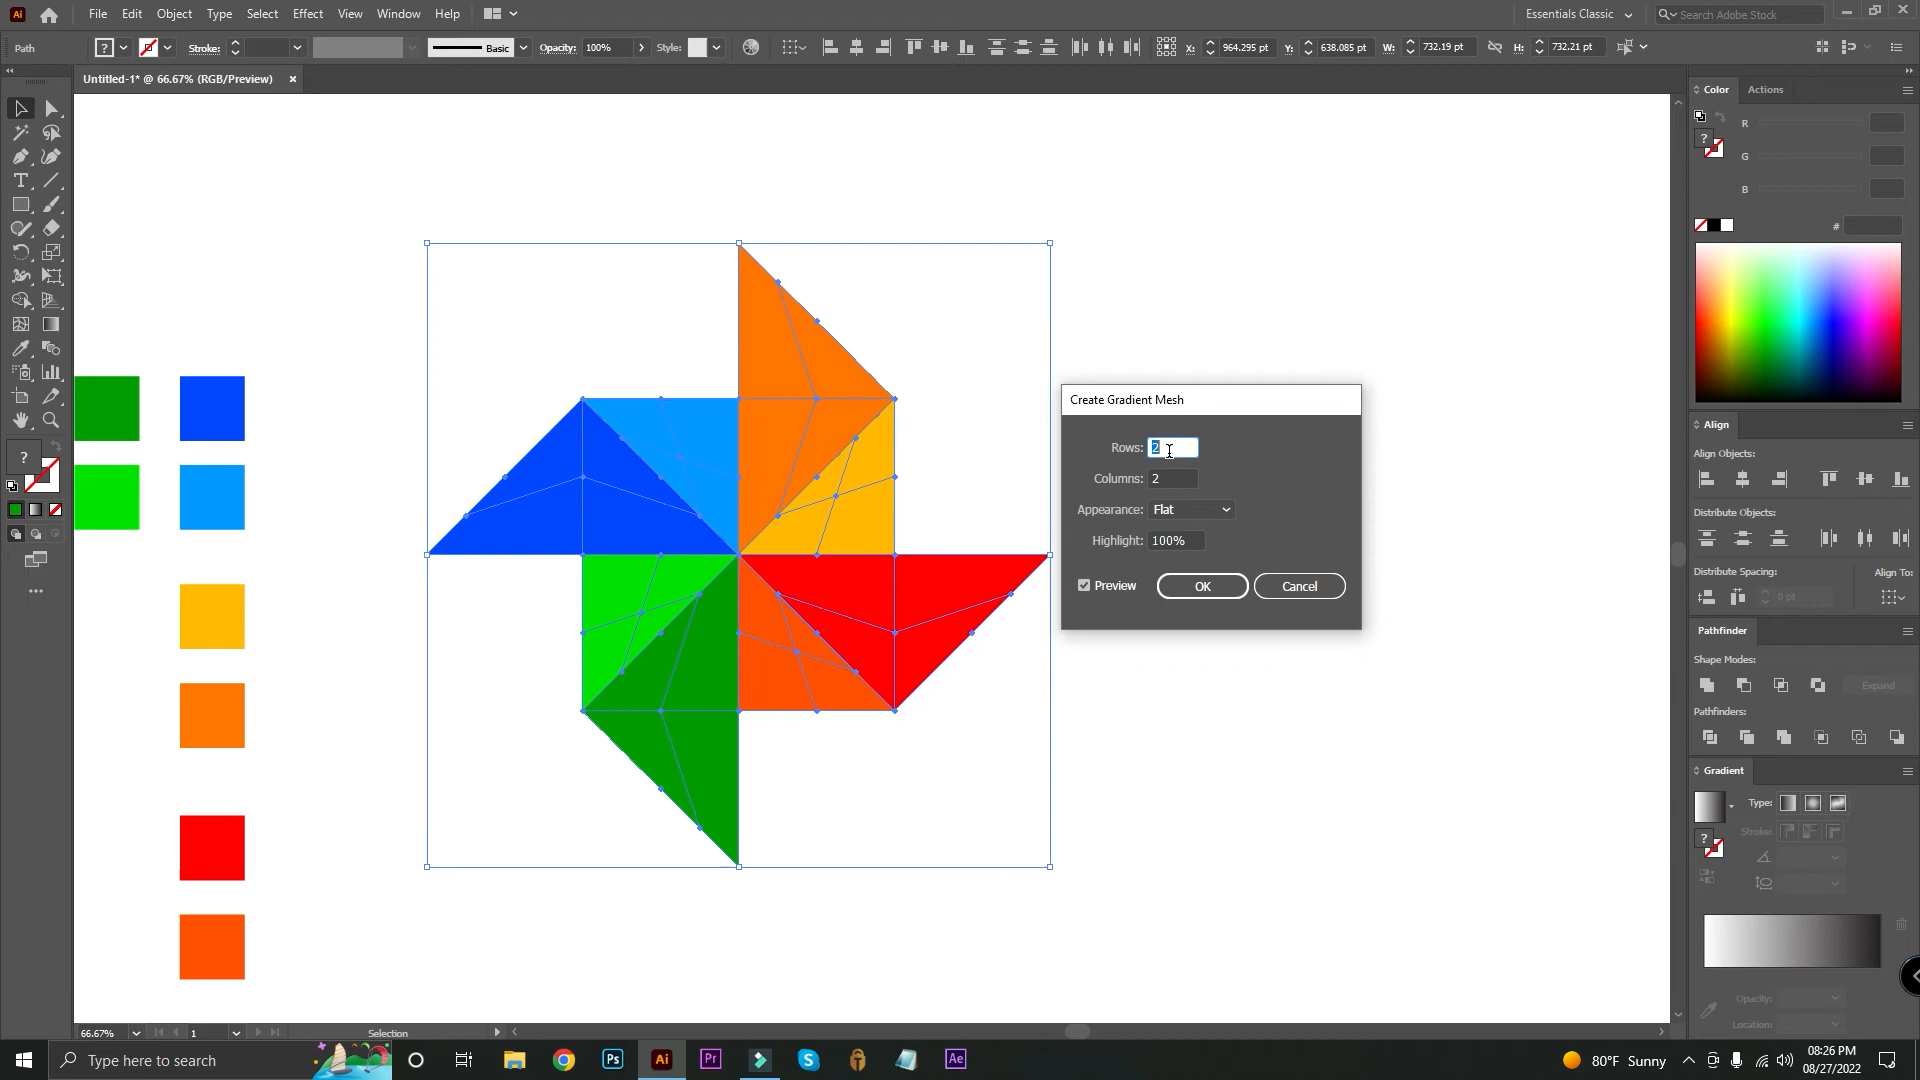 Ai File Edit Object Type Select Effect View Window Help Essentials Classic Search Adobe Stock
Path ? Stroke: Basic Opacity: 100% Style: X: 964.295 pt Y: 638.085 pt W: 732.19 pt H: 732.21 pt
Untitled-1* @ 66.67% (RGB/Preview) ×
Color Actions
? R
G
B
#
Create Gradient Mesh
Rows: 2
Columns: 2
Appearance: Flat
Highlight: 100%
Preview OK Cancel
?
Align
Align Objects:
Distribute Objects:
Distribute Spacing: Align To:
0 pt
Pathfinder
Shape Modes:
Expand
Pathfinders:
Gradient
Type:
? Stroke:
Opacity:
Location:
66.67% 1 Selection
Type here to search Ps Ai Pr Ae 80°F Sunny 08:26 PM
08/27/2022